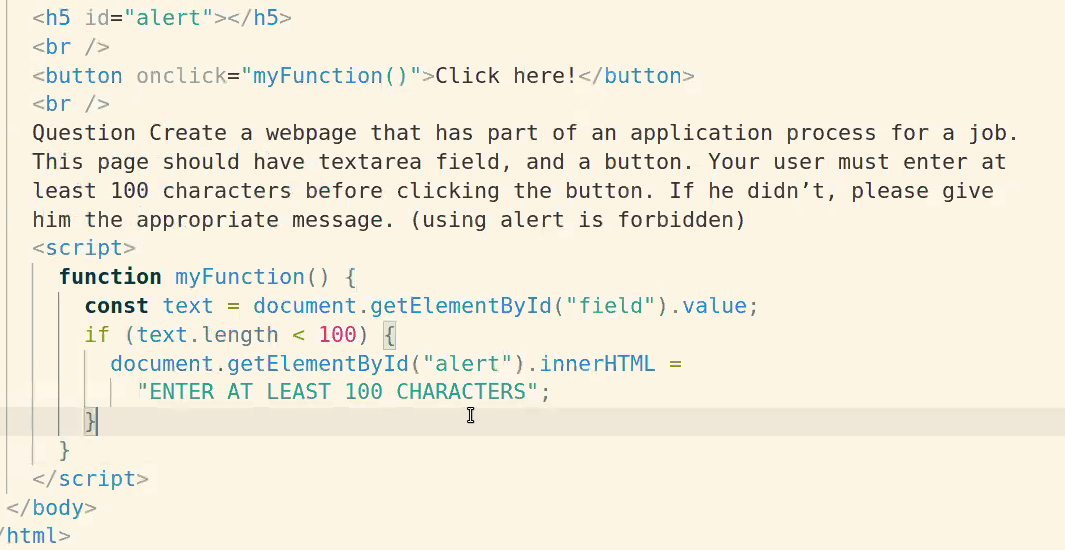 <h5 id="alert"></h5>
<br />
<button onclick="myFunction()">Click here!</button>
<br />
Question Create a webpage that has part of an application process for a job.
This page should have textarea field, and a button. Your user must enter at
least 100 characters before clicking the button. If he didn’t, please give
him the appropriate message. (using alert is forbidden)
<script>
function myFunction() {
const text = document.getElementById("field").value;
if (text.length < 100) {
document.getElementById("alert").innerHTML =
"ENTER AT LEAST 100 CHARACTERS";
}
}
</script>
</body>
/html>